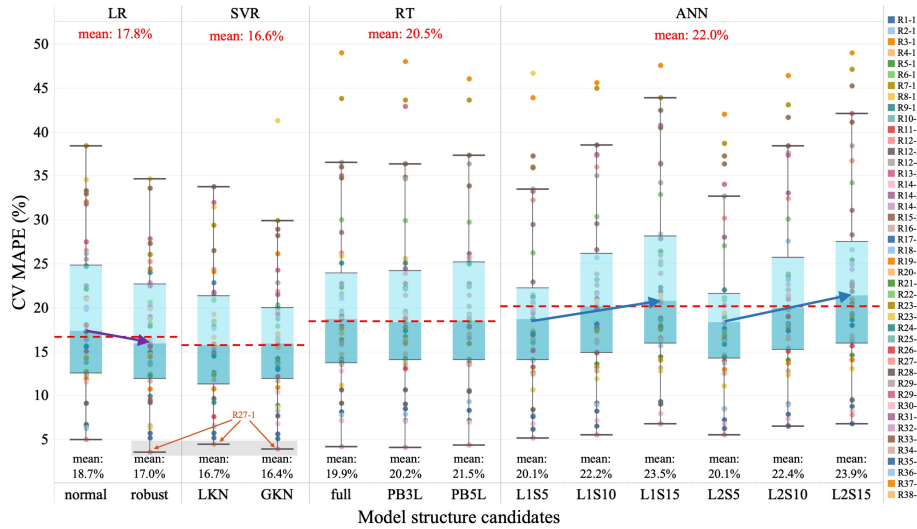 LR SVR RT ANN
mean: 17.8% mean: 16.6% mean: 20.5% mean: 22.0%
CV MAPE (%)
50
45
40
35
30
25
20
15
10
5
R27-1
mean: mean: mean: mean: mean: mean: mean: mean: mean: mean: mean: mean: mean:
18.7% 17.0% 16.7% 16.4% 19.9% 20.2% 21.5% 20.1% 22.2% 23.5% 20.1% 22.4% 23.9%
normal robust LKN GKN full PB3L PB5L L1S5 L1S10 L1S15 L2S5 L2S10 L2S15
Model structure candidates
R1-1
R2-1
R3-1
R4-1
R5-1
R6-1
R7-1
R8-1
R9-1
R10-
R11-
R12-
R12-
R12-
R13-
R14-
R14-
R14-
R15-
R16-
R17-
R18-
R19-
R20-
R21-
R22-
R23-
R23-
R24-
R25-
R26-
R27-
R28-
R29-
R30-
R31-
R32-
R33-
R34-
R35-
R36-
R37-
R38-